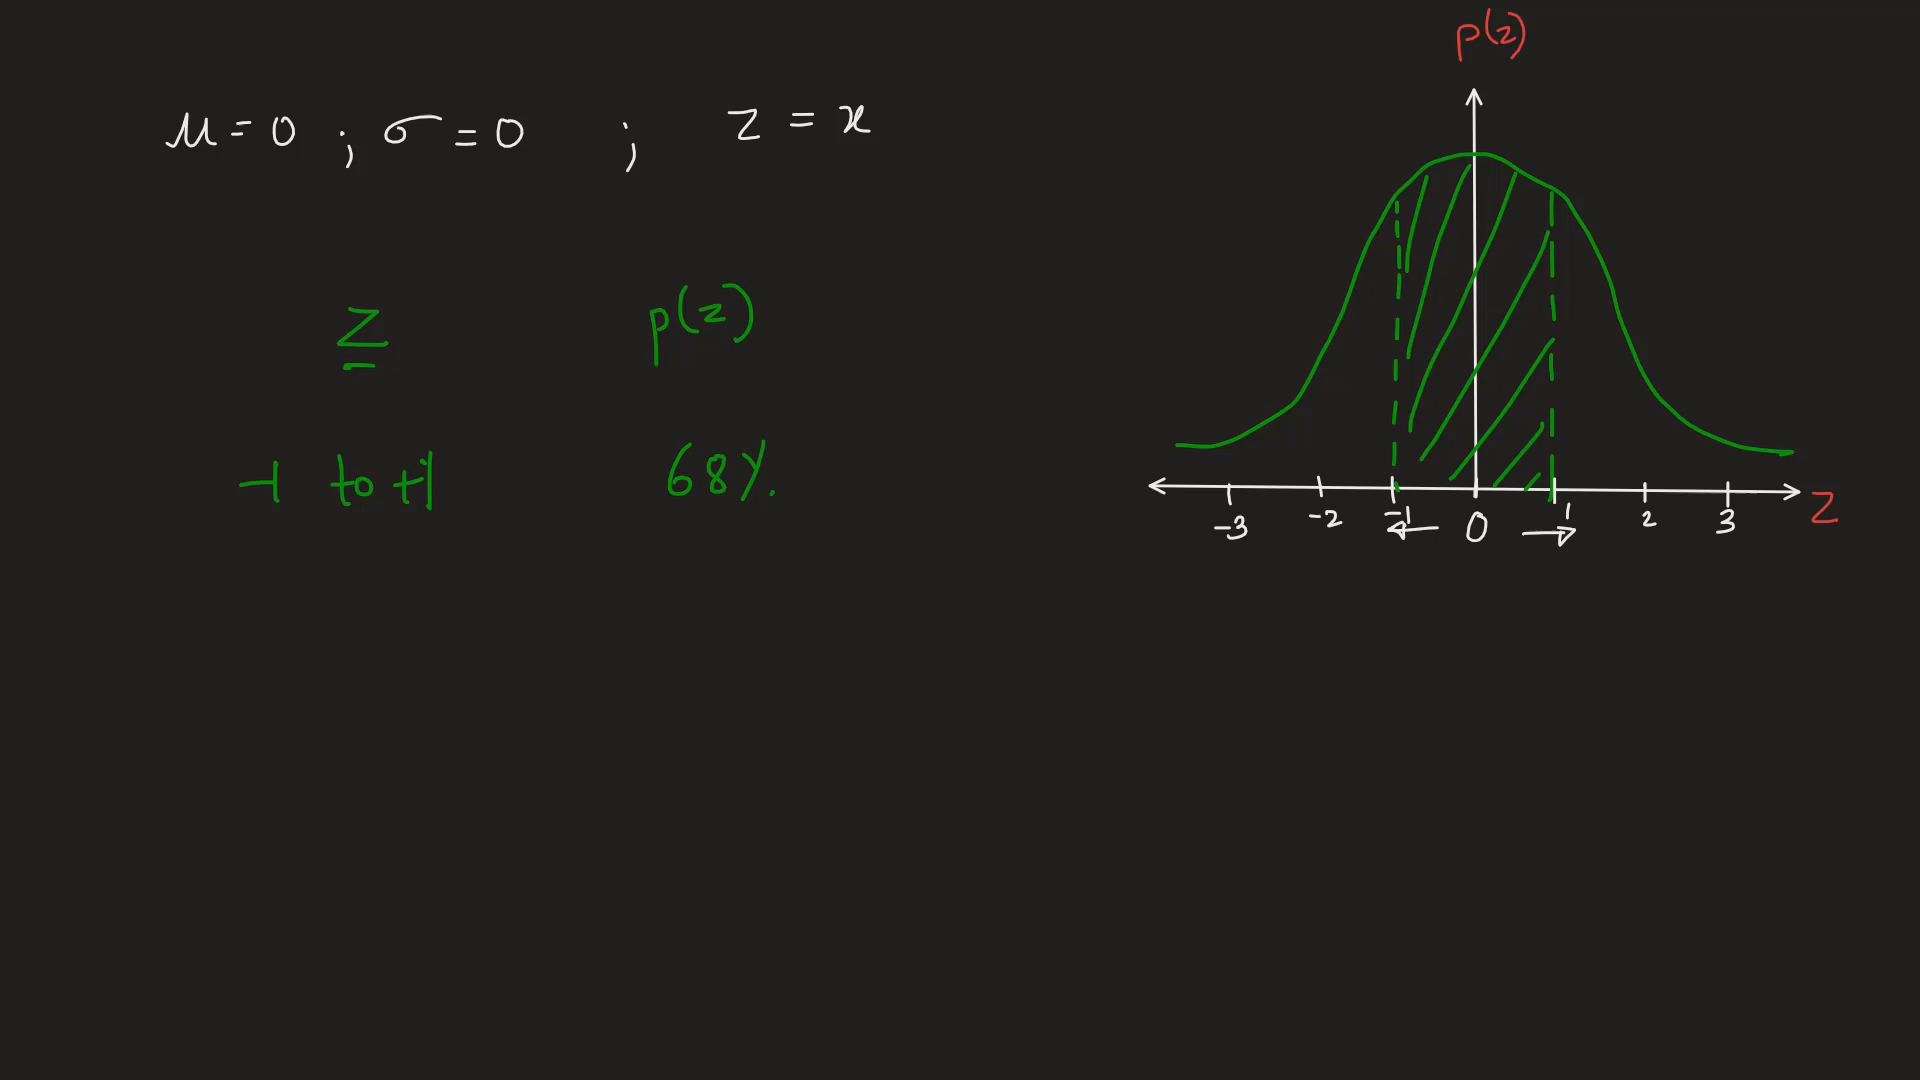 p(z)
μ = 0 ; σ = 0 ; z = x
z p(z)
-1 to +1 68%
-3 -2 -1 0 1 2 3 z